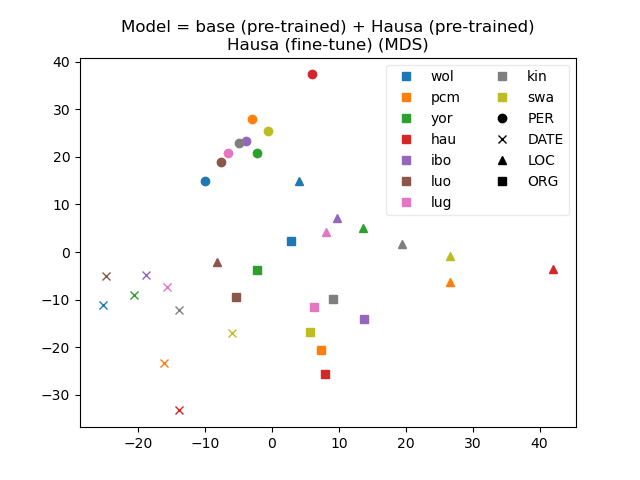 Model = base (pre-trained) + Hausa (pre-trained)
Hausa (fine-tune) (MDS)
40
30
20
10
0
−10
−20
−30
−20
−10
0
10
20
30
40
wol
pcm
yor
hau
ibo
luo
lug
kin
swa
PER
DATE
LOC
ORG